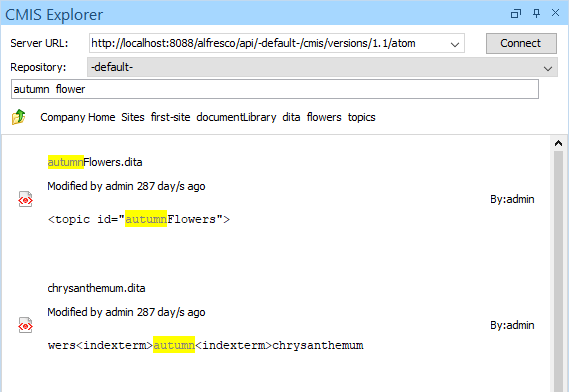 CMIS Explorer
Server URL: http://localhost:8088/alfresco/api/-default-/cmis/versions/1.1/atom Connect
Repository: -default-
autumn flower
Company Home Sites first-site documentLibrary dita flowers topics
autumnFlowers.dita
Modified by admin 287 day/s ago
By:admin
<topic id="autumnFlowers">
chrysanthemum.dita
Modified by admin 287 day/s ago
By:admin
wers<indexterm>autumn<indexterm>chrysanthemum